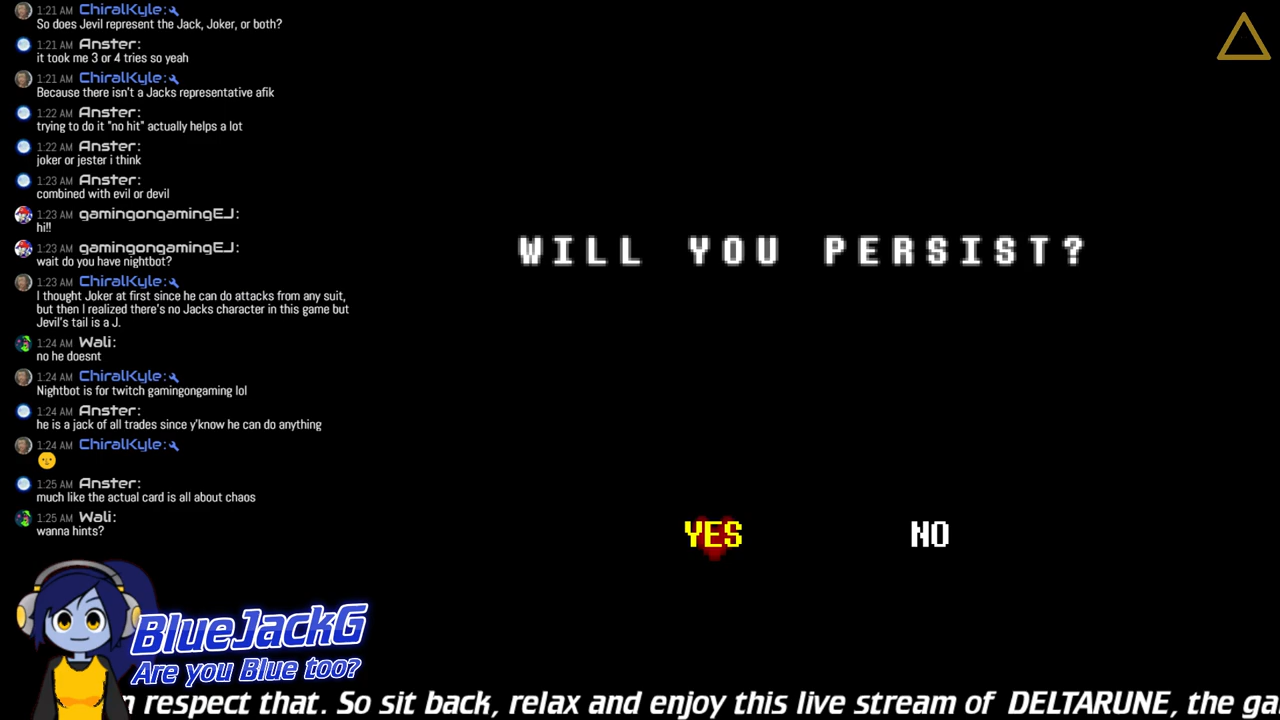 1:21 AM ChiralKyle:
So does Jevil represent the Jack, Joker, or both?
1:21 AM Anster:
it took me 3 or 4 tries so yeah
1:21 AM ChiralKyle:
Because there isn't a Jacks representative afik
1:22 AM Anster:
trying to do it "no hit" actually helps a lot
1:22 AM Anster:
joker or jester i think
1:23 AM Anster:
combined with evil or devil
1:23 AM gamingongamingEJ:
hi!!
1:23 AM gamingongamingEJ:
wait do you have nightbot?
1:23 AM ChiralKyle:
I thought Joker at first since he can do attacks from any suit,
but then I realized there's no Jacks character in this game but
Jevil's tail is a J.
1:24 AM Wali:
no he doesnt
1:24 AM ChiralKyle:
Nightbot is for twitch gamingongaming lol
1:24 AM Anster:
he is a jack of all trades since y'know he can do anything
1:24 AM ChiralKyle:
1:25 AM Anster:
much like the actual card is all about chaos
1:25 AM Wali:
wanna hints?
WILL YOU PERSIST?
YES NO
BlueJackG
Are you Blue too?
respect that. So sit back, relax and enjoy this live stream of DELTARUNE, the ga